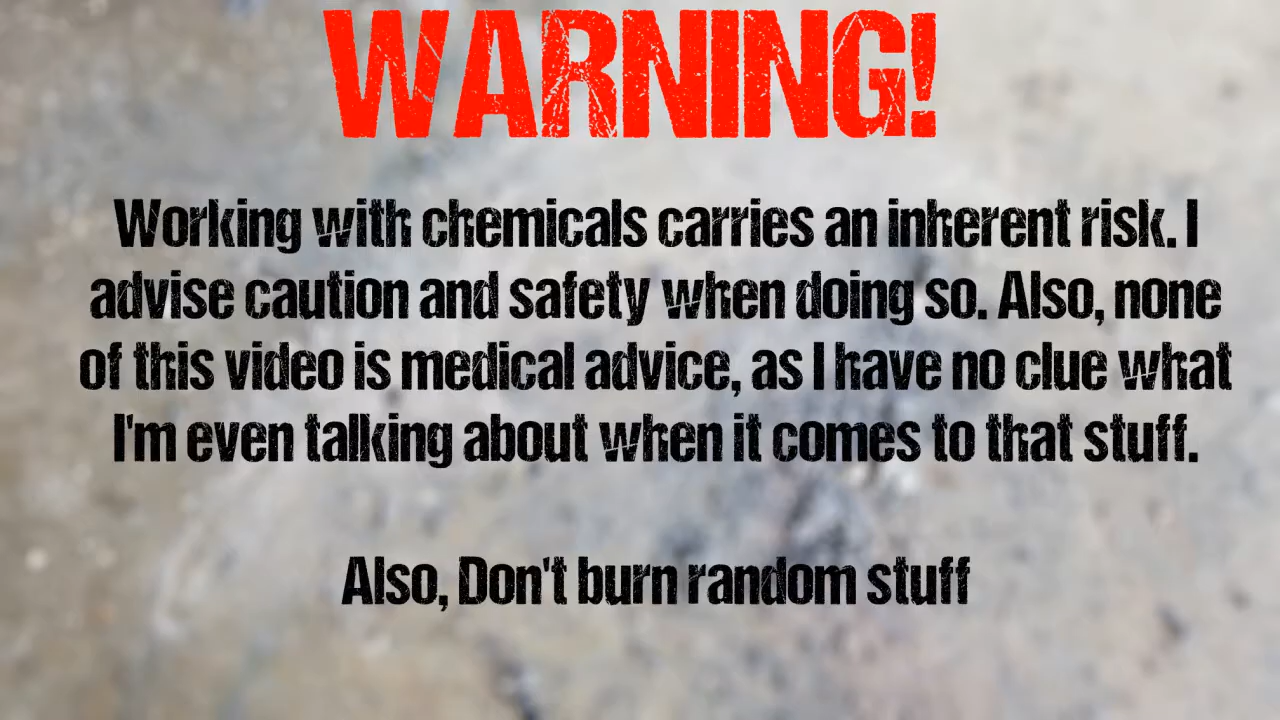 WARNING!
Working with chemicals carries an inherent risk. I
advise caution and safety when doing so. Also, none
of this video is medical advice, as I have no clue what
I'm even talking about when it comes to that stuff.
Also, Don't burn random stuff